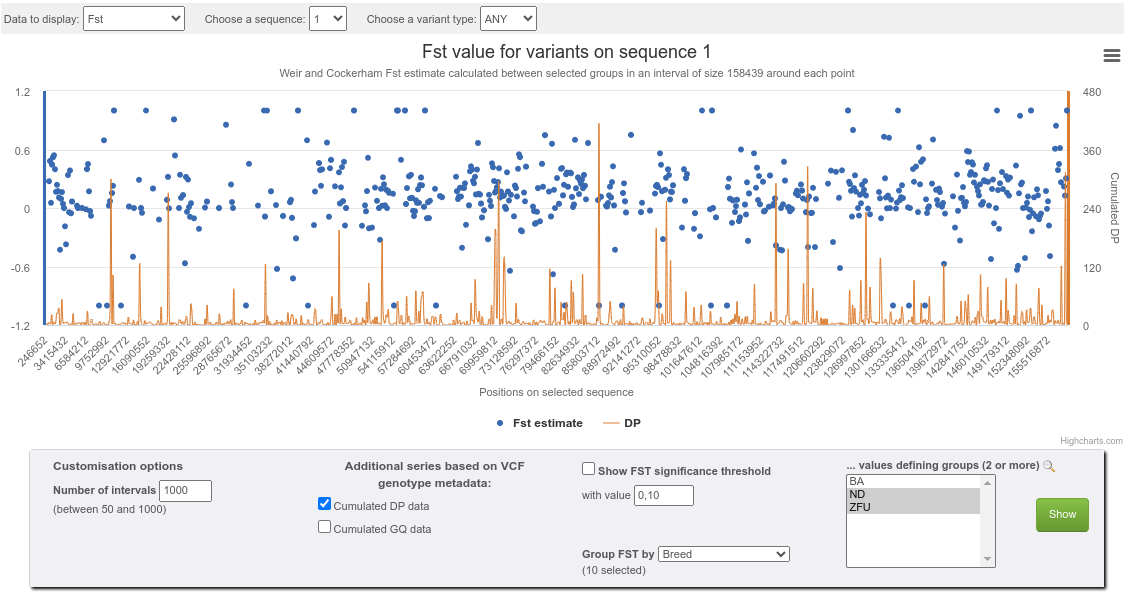 Data to display: Fst Choose a sequence: 1 Choose a variant type: ANY
Fst value for variants on sequence 1
Weir and Cockerham Fst estimate calculated between selected groups in an interval of size 158439 around each point
1.2
0.6
0
-0.6
-1.2
480
360
240
120
0
Cumulated DP
246652 3415432 6584212 9752992 12921772 16090552 19259332 22428112 25596892 28765672 31934452 35103232 38272012 41440792 44609572 47778352 50947132 54115912 57284692 60453472 63622252 66791032 69959812 73128592 76297372 79466152 82634932 85803712 88972492 92141272 95310052 98478832 101647612 104816392 107985172 111153952 114322732 117491512 120660292 123829072 126997852 130166632 133335412 136504192 139672972 142841752 146010532 149179312 152348092 155516872
Positions on selected sequence
Fst estimate DP
Highcharts.com
Customisation options
Number of intervals 1000
(between 50 and 1000)
Additional series based on VCF
genotype metadata:
Cumulated DP data
Cumulated GQ data
Show FST significance threshold
with value 0,10
Group FST by Breed
(10 selected)
... values defining groups (2 or more)
BA
ND
ZFU
Show